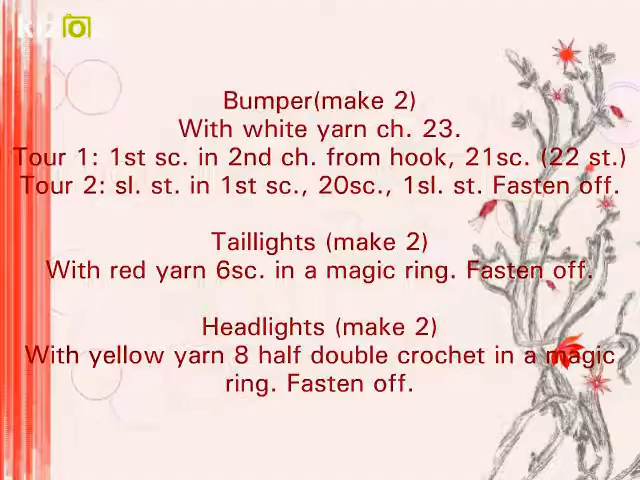 kizoa
Bumper(make 2)
With white yarn ch. 23.
Tour 1: 1st sc. in 2nd ch. from hook, 21sc. (22 st.)
Tour 2: sl. st. in 1st sc., 20sc., 1sl. st. Fasten off.
Taillights (make 2)
With red yarn 6sc. in a magic ring. Fasten off.
Headlights (make 2)
With yellow yarn 8 half double crochet in a magic
ring. Fasten off.